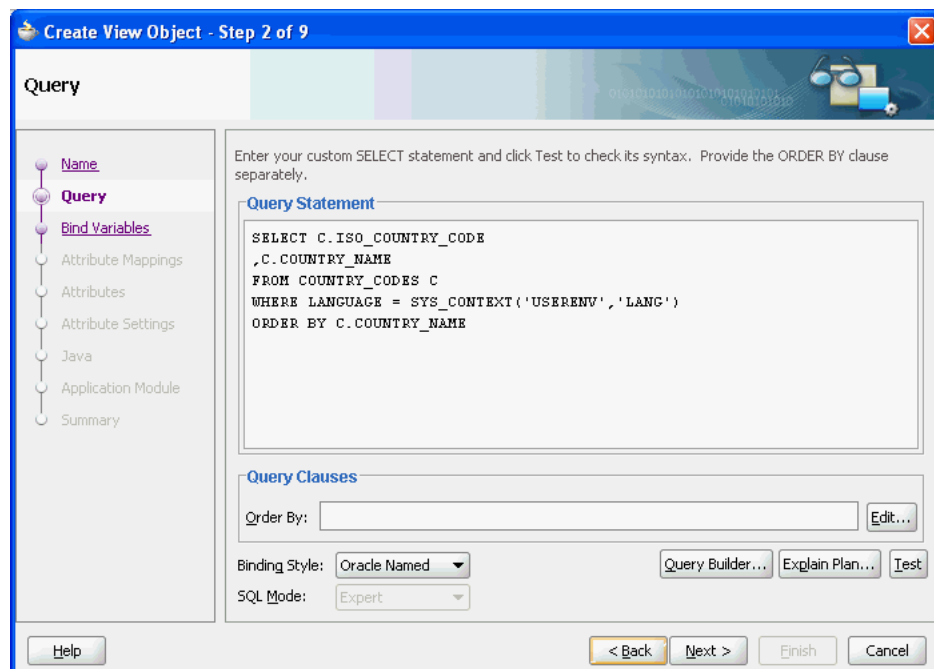 Create View Object - Step 2 of 9
Query
Name
Query
Bind Variables
Attribute Mappings
Attributes
Attribute Settings
Java
Application Module
Summary
Enter your custom SELECT statement and click Test to check its syntax. Provide the ORDER BY clause
separately.
Query Statement
SELECT C.ISO_COUNTRY_CODE
,C.COUNTRY_NAME
FROM COUNTRY_CODES C
WHERE LANGUAGE = SYS_CONTEXT('USERENV','LANG')
ORDER BY C.COUNTRY_NAME
Query Clauses
Order By:
Edit...
Binding Style: Oracle Named
Query Builder... Explain Plan... Test
SQL Mode: Expert
Help
< Back Next > Finish Cancel